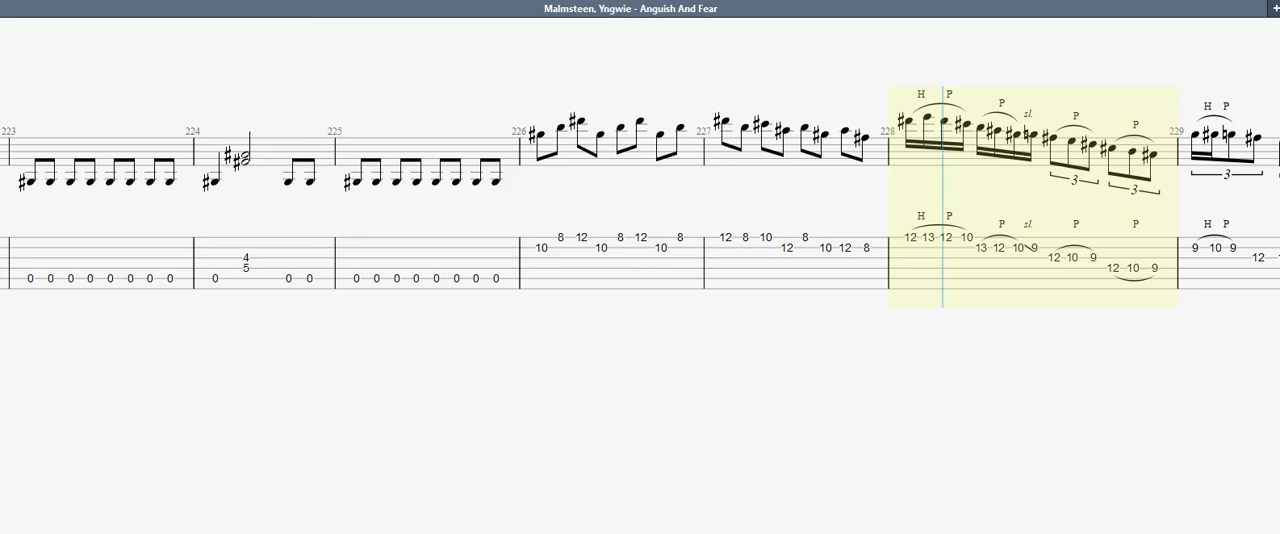 Malmsteen, Yngwie - Anguish And Fear
+
H P P sl. P P H P
223 224 225 226 227 228 229
3 3 3
H P P sl. P P H P
8 12 8 12 8 12 8 10 8 12 13 12 10
10 10 10 12 10 12 8 13 12 10 9 9 10 9
4 12 10 9 12
5 12 10 9
0 0 0 0 0 0 0 0 0 0 0 0 0 0 0 0 0 0 0